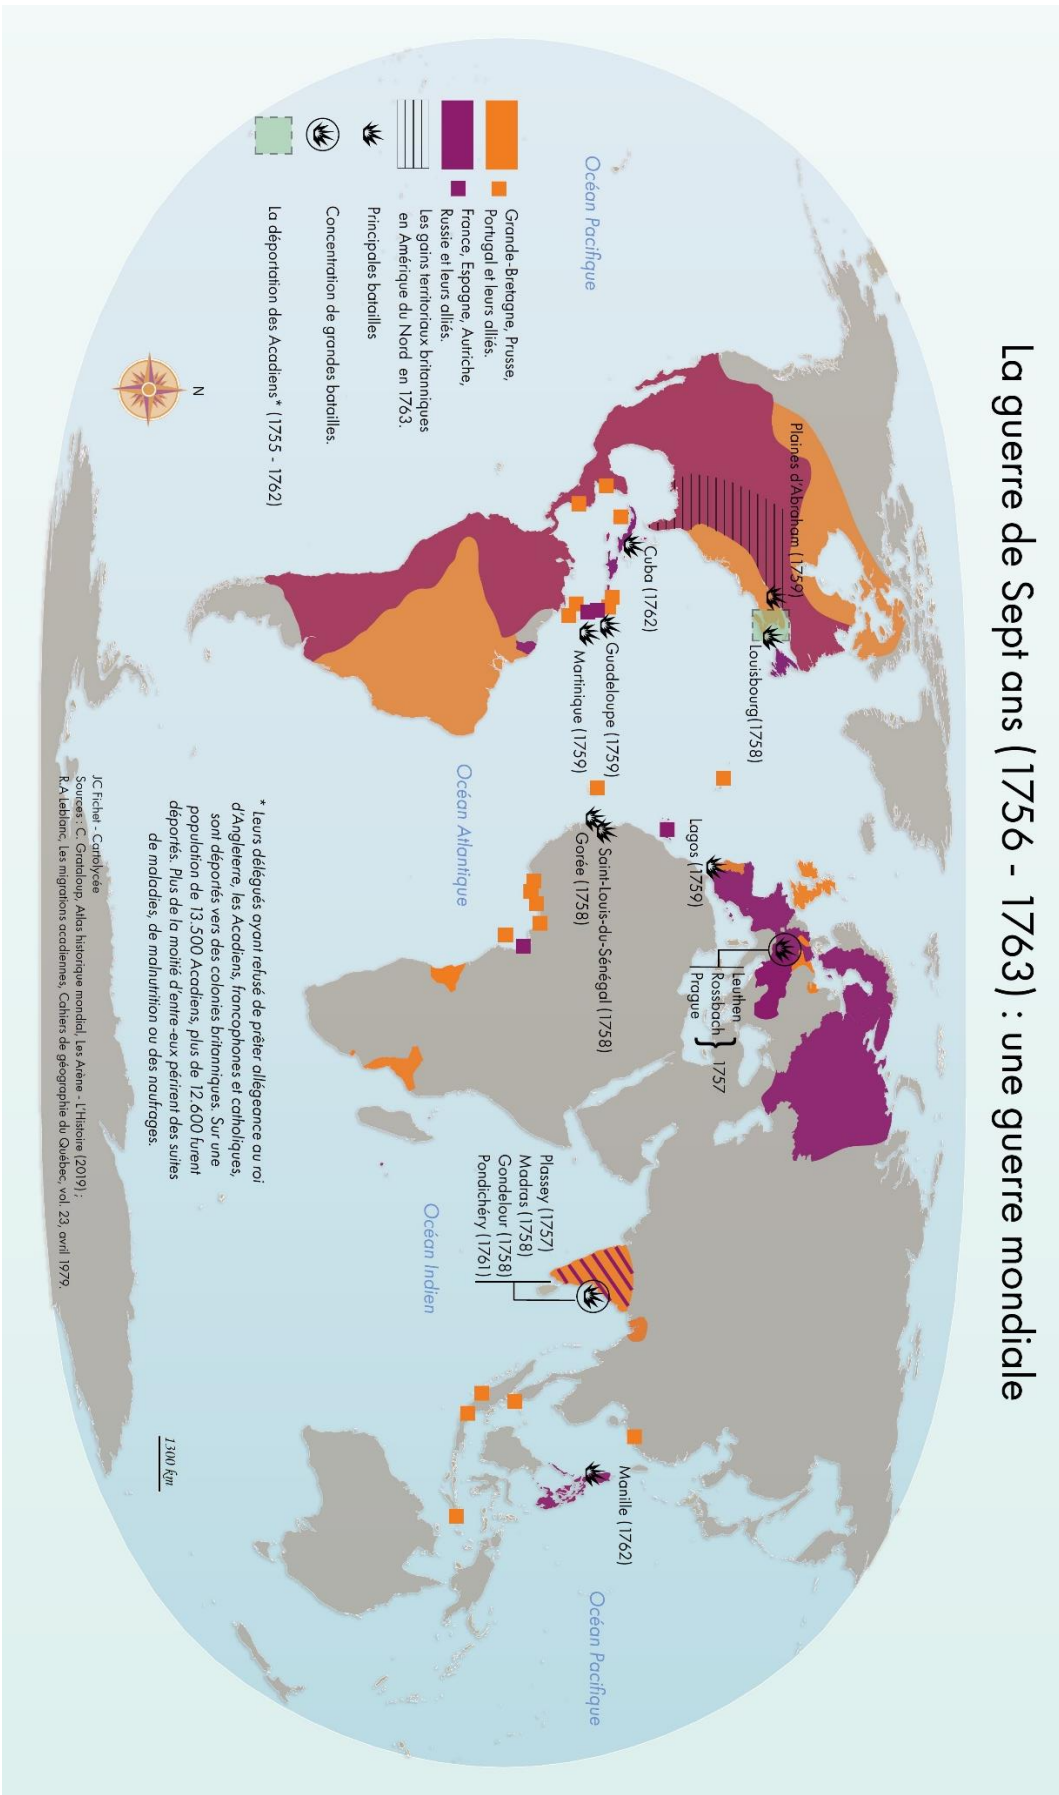 La guerre de Sept ans (1756 - 1763) : une guerre mondiale
Océan Pacifique
Plaines d'Abraham (1759)
Louisbourg(1758)
Cuba (1762)
Guadeloupe (1759)
Martinique (1759)
Lagos (1759)
Leuthen
Rossbach
Prague
1757
Saint-Louis-du-Sénégal (1758)
Gorée (1758)
Océan Atlantique
Plassey (1757)
Madras (1758)
Gondelour (1758)
Pondichéry (1761)
Océan Indien
Manille (1762)
Océan Pacifique
Grande-Bretagne, Prusse,
Portugal et leurs alliés.
France, Espagne, Autriche,
Russie et leurs alliés.
Les gains territoriaux britanniques
en Amérique du Nord en 1763.
Principales batailles
Concentration de grandes batailles.
La déportation des Acadiens* (1755 - 1762)
N
* Leurs délégués ayant refusé de prêter allégeance au roi
d'Angleterre, les Acadiens, francophones et catholiques,
sont déportés vers des colonies britanniques. Sur une
population de 13.500 Acadiens, plus de 12.600 furent
déportés. Plus de la moitié d'entre-eux périrent des suites
de maladies, de malnutrition ou des naufrages.
1300 km
JC Fichet - Cartolycée
Sources : C. Grataloup, Atlas historique mondial, Les Arène - L'Histoire (2019) ;
R.A Leblanc, Les migrations acadiennes, Cahiers de géographie du Québec, vol. 23, avril 1979.